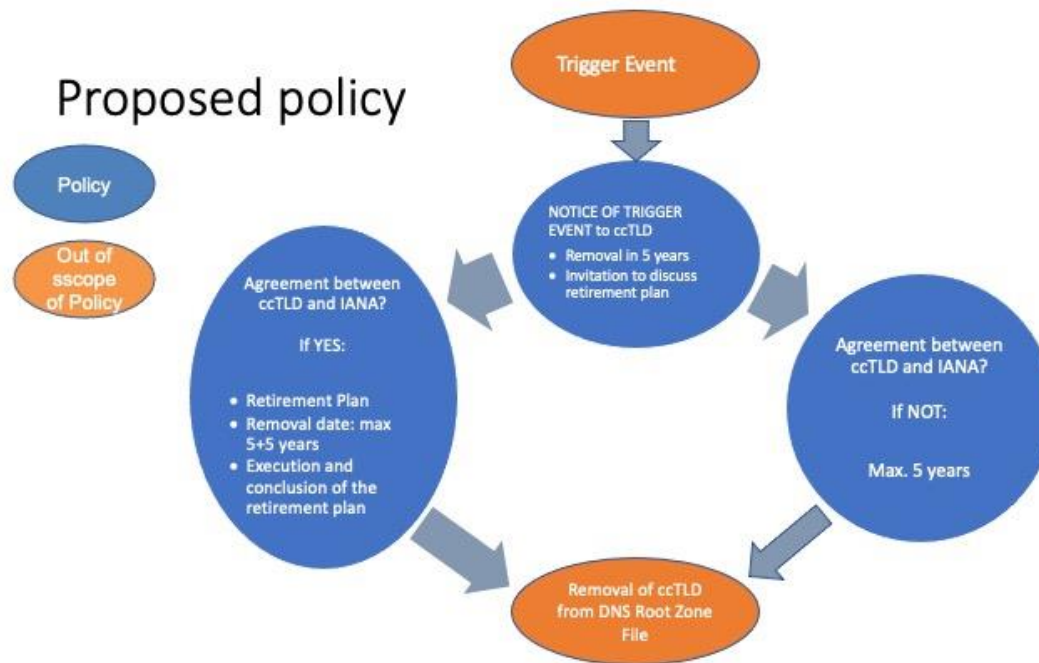 Proposed policy
Policy
Out of
sscope
of Policy
Trigger Event
NOTICE OF TRIGGER
EVENT to ccTLD
• Removal in 5 years
• Invitation to discuss
retirement plan
Agreement between
ccTLD and IANA?
If YES:
• Retirement Plan
• Removal date: max
5+5 years
• Execution and
conclusion of the
retirement plan
Agreement between
ccTLD and IANA?
If NOT:
Max. 5 years
Removal of ccTLD
from DNS Root Zone
File